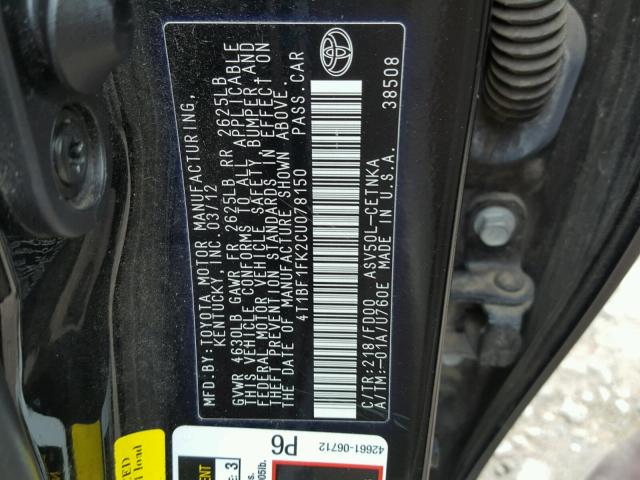 MFD. BY: TOYOTA MOTOR MANUFACTURING,
KENTUCKY, INC. 03/12
GVWR 4630LB GAWR FR 2625LB RR 2625LB
THIS VEHICLE CONFORMS TO ALL APPLICABLE
FEDERAL MOTOR VEHICLE SAFETY, BUMPER AND
THEFT PREVENTION STANDARDS IN EFFECT ON
THE DATE OF MANUFACTURE SHOWN ABOVE.
4T1BF1FK2CU078150 PASS.CAR
C/TR:218/FD00 ASV50L-CETNKA
A/TM:-01A/U760E MADE IN U.S.A. 38508
42661-06712
P6
3